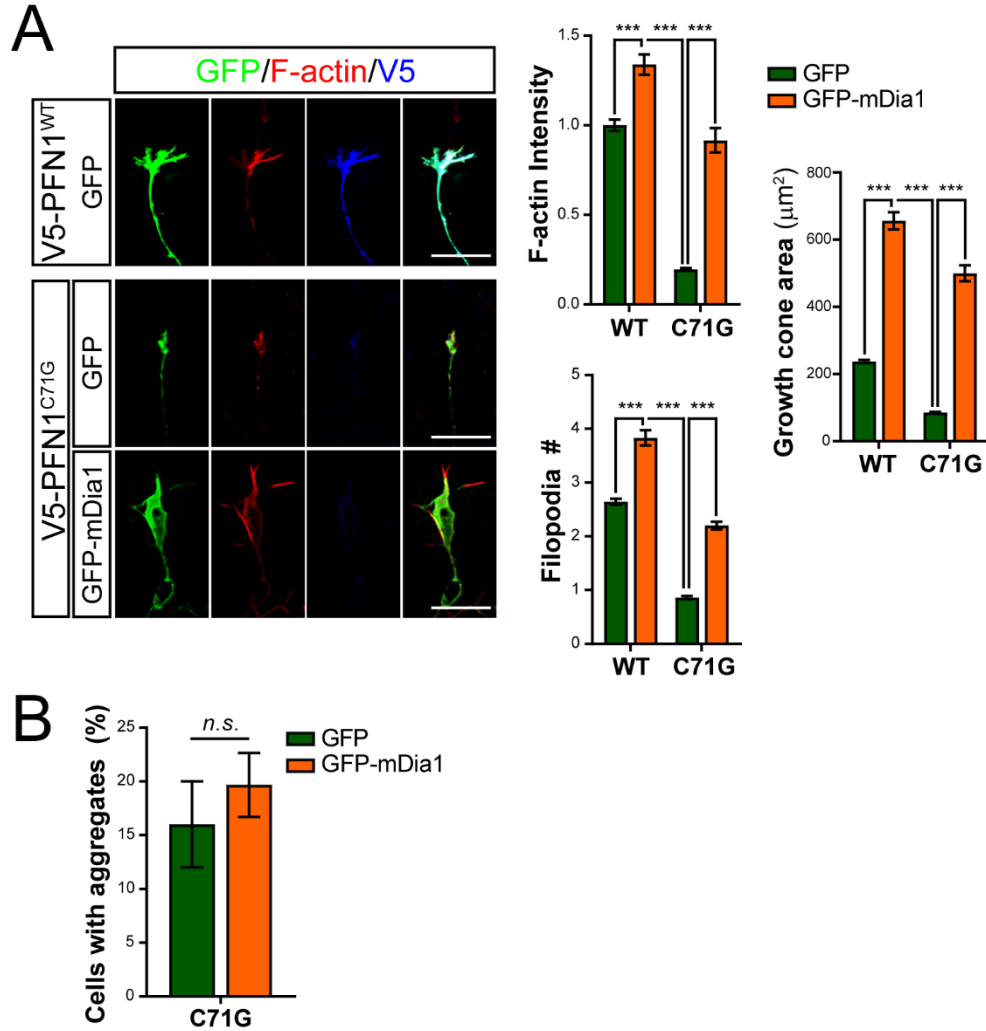 A
GFP/F-actin/V5
V5-PFN1WT
GFP
V5-PFN1C71G
GFP
GFP-mDia1
F-actin Intensity
1.5
1.0
0.5
0.0
*** *** ***
WT C71G
GFP
GFP-mDia1
Growth cone area (μm2)
800
600
400
200
0
*** *** ***
WT C71G
Filopodia #
5
4
3
2
1
0
*** *** ***
WT C71G
B
Cells with aggregates (%)
25
20
15
10
5
0
n.s.
C71G
GFP
GFP-mDia1